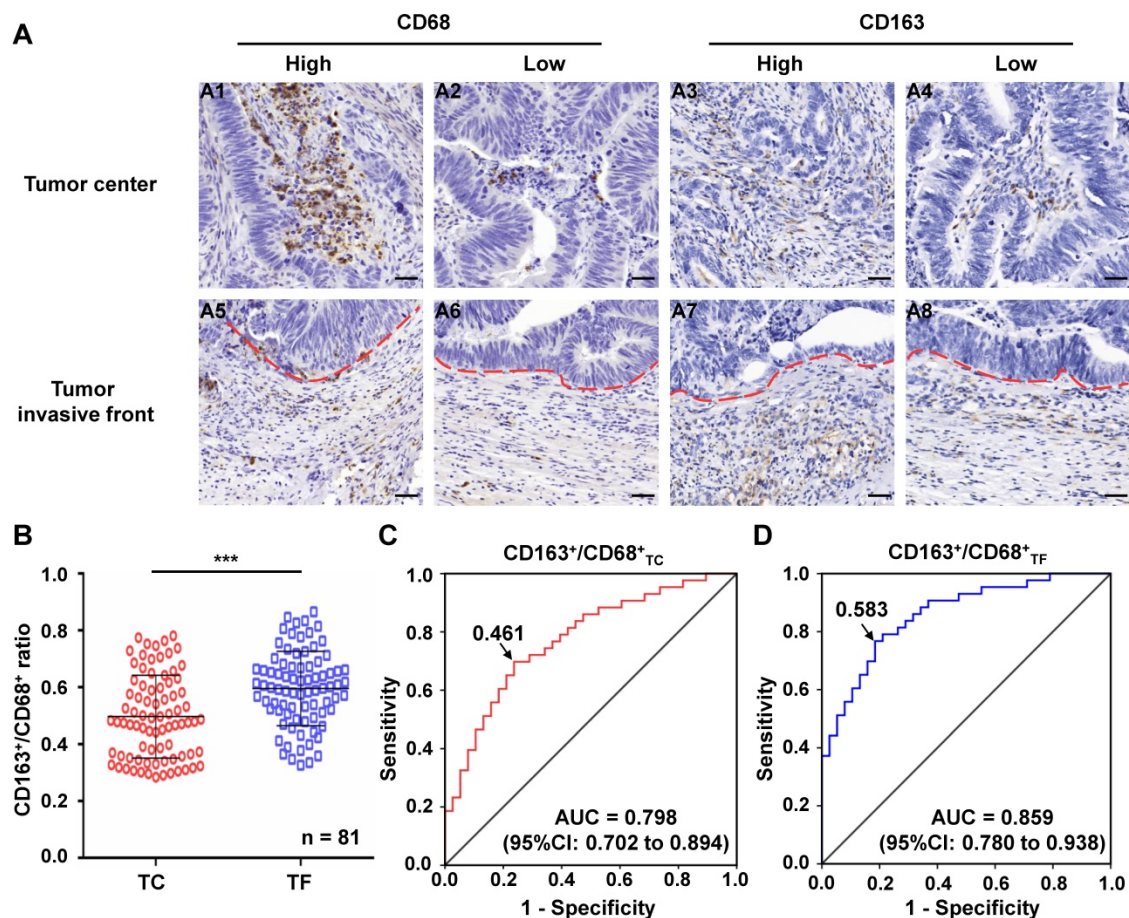 A
CD68
CD163
High
Low
High
Low
Tumor center
A1
A2
A3
A4
Tumor
invasive front
A5
A6
A7
A8
B
***
CD163⁺/CD68⁺ ratio
1.0
0.8
0.6
0.4
0.2
0.0
n = 81
TC
TF
C
CD163⁺/CD68⁺TC
Sensitivity
1.0
0.8
0.6
0.4
0.2
0.0
0.461
AUC = 0.798
(95%CI: 0.702 to 0.894)
0.0 0.2 0.4 0.6 0.8 1.0
1 - Specificity
D
CD163⁺/CD68⁺TF
Sensitivity
1.0
0.8
0.6
0.4
0.2
0.0
0.583
AUC = 0.859
(95%CI: 0.780 to 0.938)
0.0 0.2 0.4 0.6 0.8 1.0
1 - Specificity